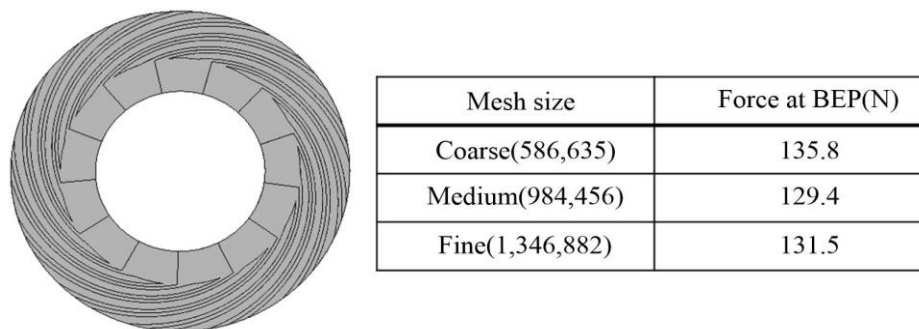 Mesh size Force at BEP(N)
Coarse(586,635) 135.8
Medium(984,456) 129.4
Fine(1,346,882) 131.5